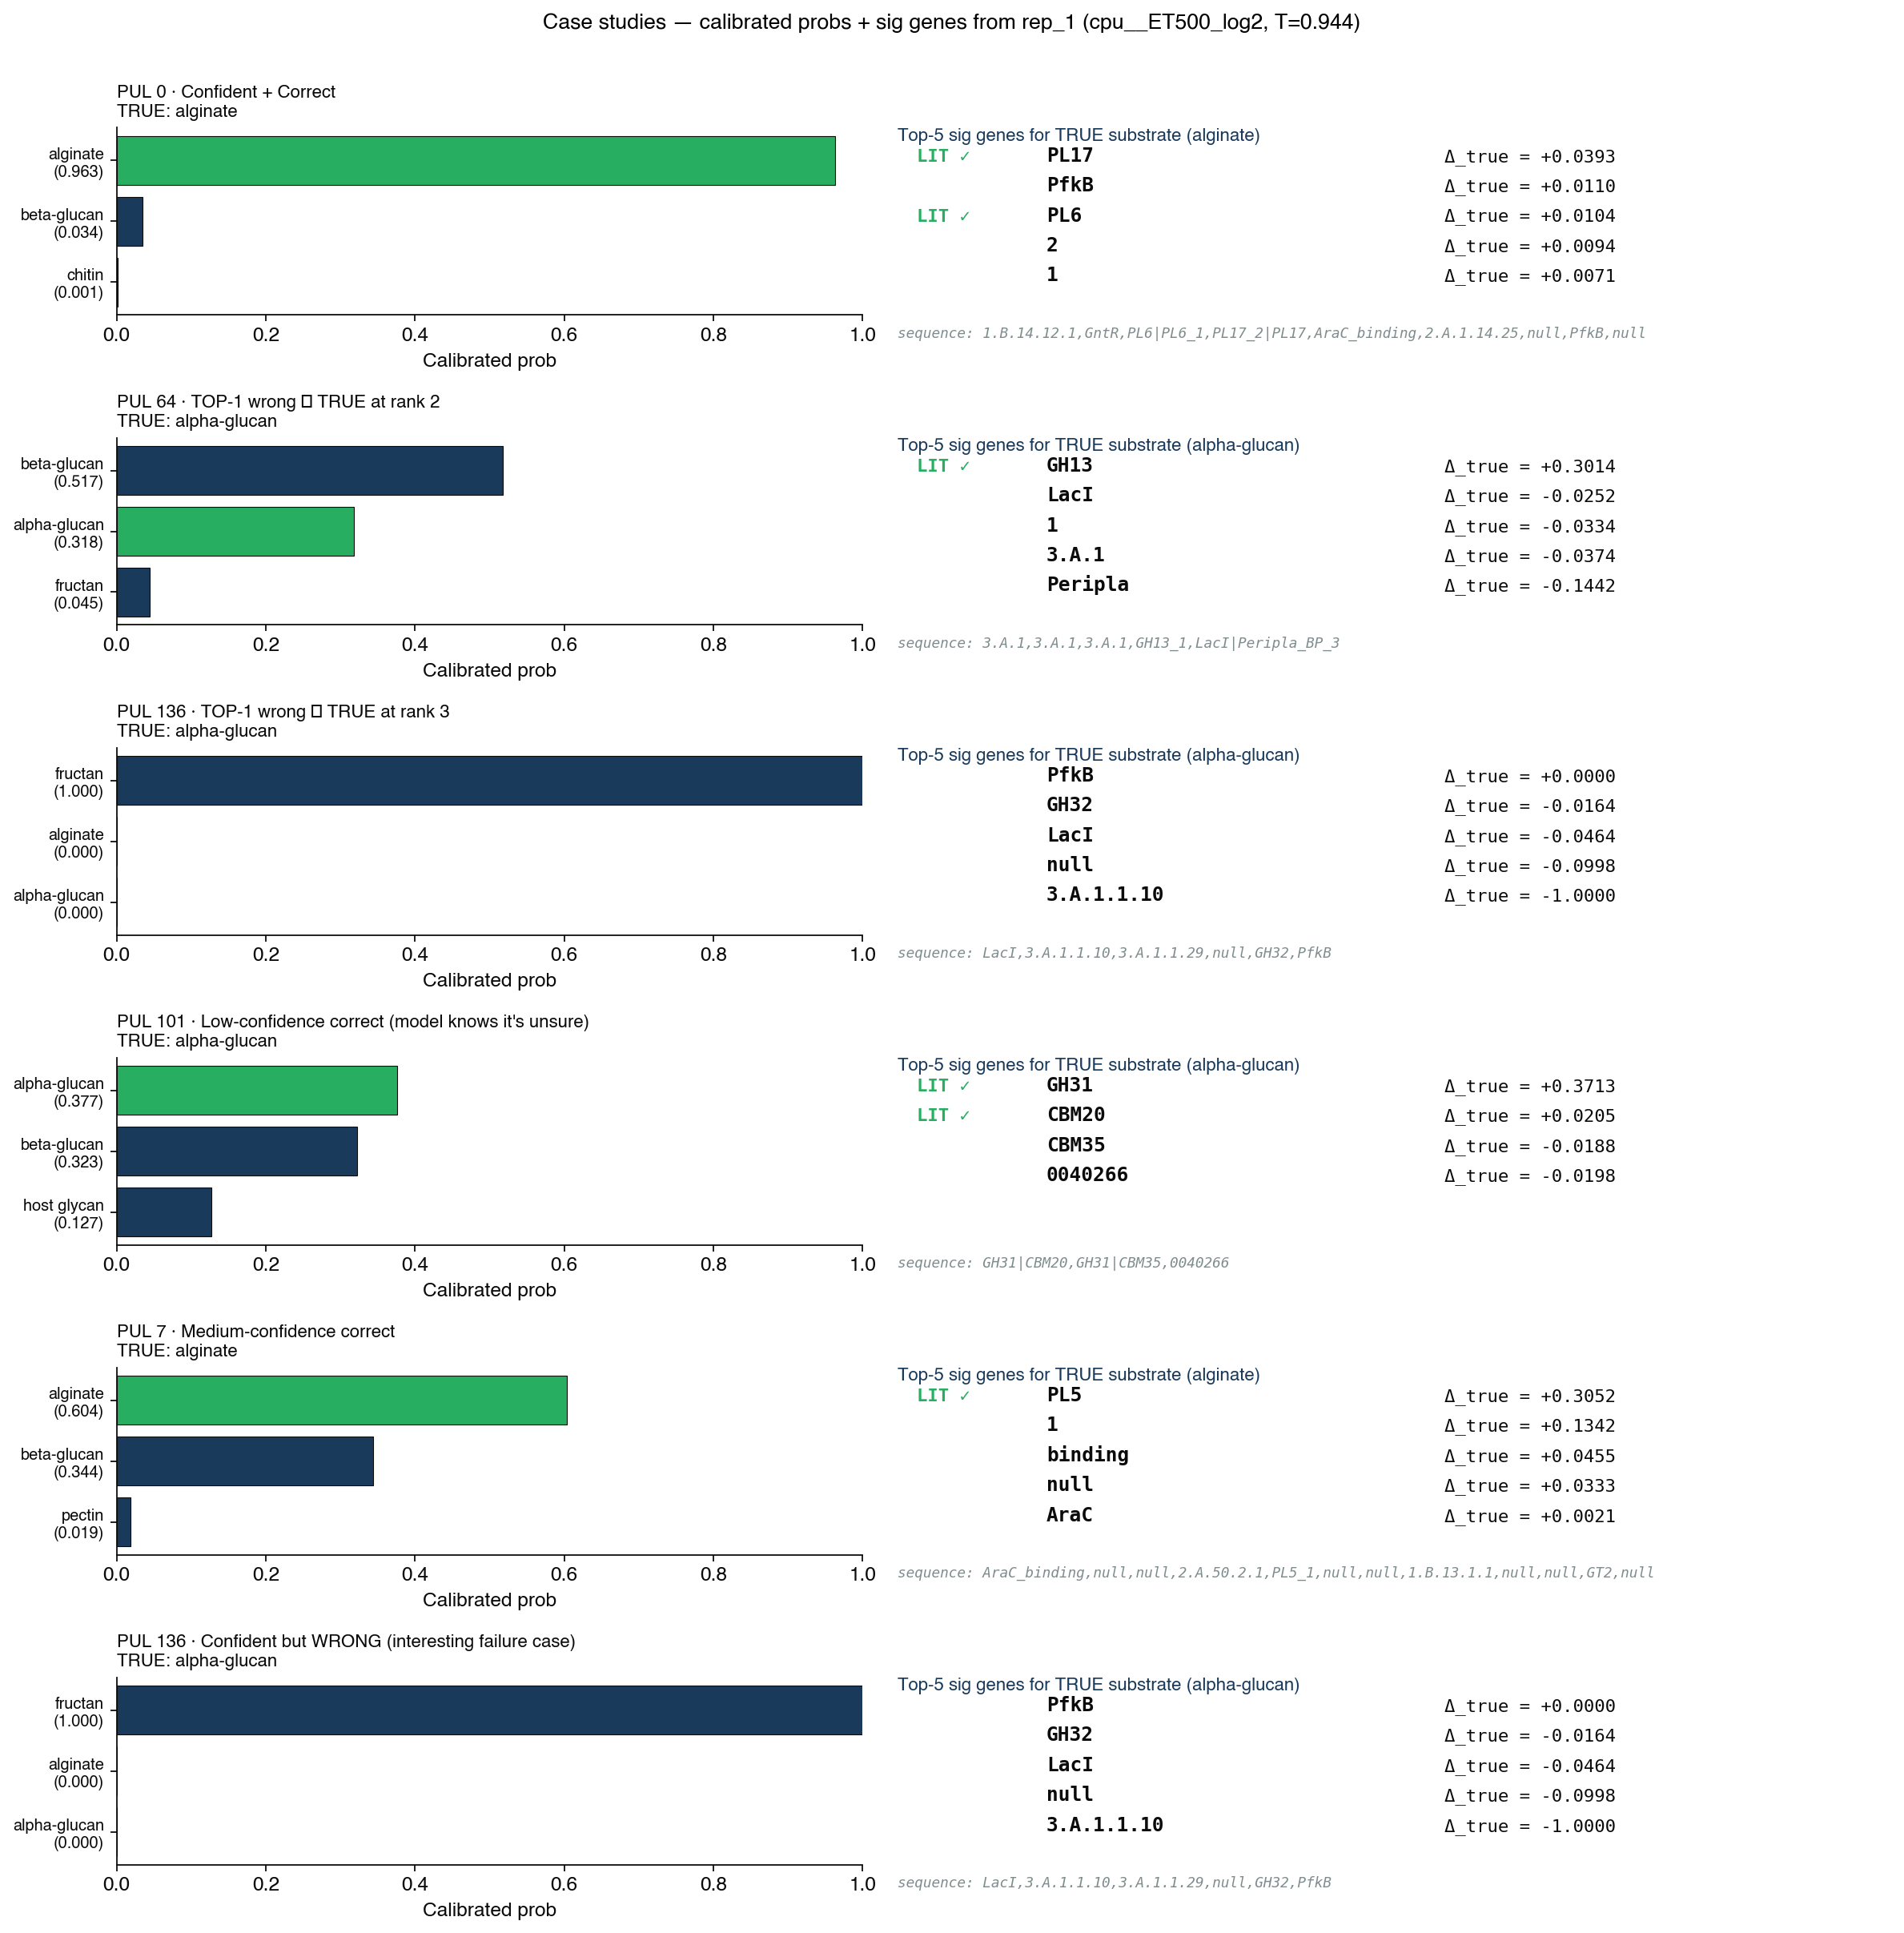 Case studies — calibrated probs + sig genes from rep_1 (cpu__ET500_log2, T=0.944)
PUL 0 · Confident + Correct
TRUE: alginate
alginate
(0.963)
beta-glucan
(0.034)
chitin
(0.001)
0.0 0.2 0.4 0.6 0.8 1.0
Calibrated prob
Top-5 sig genes for TRUE substrate (alginate)
LIT ✓ PL17 Δ_true = +0.0393
PfkB Δ_true = +0.0110
LIT ✓ PL6 Δ_true = +0.0104
2 Δ_true = +0.0094
1 Δ_true = +0.0071
sequence: 1.B.14.12.1,GntR,PL6|PL6_1,PL17_2|PL17,AraC_binding,2.A.1.14.25,null,PfkB,null
PUL 64 · TOP-1 wrong □ TRUE at rank 2
TRUE: alpha-glucan
beta-glucan
(0.517)
alpha-glucan
(0.318)
fructan
(0.045)
0.0 0.2 0.4 0.6 0.8 1.0
Calibrated prob
Top-5 sig genes for TRUE substrate (alpha-glucan)
LIT ✓ GH13 Δ_true = +0.3014
LacI Δ_true = -0.0252
1 Δ_true = -0.0334
3.A.1 Δ_true = -0.0374
Peripla Δ_true = -0.1442
sequence: 3.A.1,3.A.1,3.A.1,GH13_1,LacI|Peripla_BP_3
PUL 136 · TOP-1 wrong □ TRUE at rank 3
TRUE: alpha-glucan
fructan
(1.000)
alginate
(0.000)
alpha-glucan
(0.000)
0.0 0.2 0.4 0.6 0.8 1.0
Calibrated prob
Top-5 sig genes for TRUE substrate (alpha-glucan)
PfkB Δ_true = +0.0000
GH32 Δ_true = -0.0164
LacI Δ_true = -0.0464
null Δ_true = -0.0998
3.A.1.1.10 Δ_true = -1.0000
sequence: LacI,3.A.1.1.10,3.A.1.1.29,null,GH32,PfkB
PUL 101 · Low-confidence correct (model knows it's unsure)
TRUE: alpha-glucan
alpha-glucan
(0.377)
beta-glucan
(0.323)
host glycan
(0.127)
0.0 0.2 0.4 0.6 0.8 1.0
Calibrated prob
Top-5 sig genes for TRUE substrate (alpha-glucan)
LIT ✓ GH31 Δ_true = +0.3713
LIT ✓ CBM20 Δ_true = +0.0205
CBM35 Δ_true = -0.0188
0040266 Δ_true = -0.0198
sequence: GH31|CBM20,GH31|CBM35,0040266
PUL 7 · Medium-confidence correct
TRUE: alginate
alginate
(0.604)
beta-glucan
(0.344)
pectin
(0.019)
0.0 0.2 0.4 0.6 0.8 1.0
Calibrated prob
Top-5 sig genes for TRUE substrate (alginate)
LIT ✓ PL5 Δ_true = +0.3052
1 Δ_true = +0.1342
binding Δ_true = +0.0455
null Δ_true = +0.0333
AraC Δ_true = +0.0021
sequence: AraC_binding,null,null,2.A.50.2.1,PL5_1,null,null,1.B.13.1.1,null,null,GT2,null
PUL 136 · Confident but WRONG (interesting failure case)
TRUE: alpha-glucan
fructan
(1.000)
alginate
(0.000)
alpha-glucan
(0.000)
0.0 0.2 0.4 0.6 0.8 1.0
Calibrated prob
Top-5 sig genes for TRUE substrate (alpha-glucan)
PfkB Δ_true = +0.0000
GH32 Δ_true = -0.0164
LacI Δ_true = -0.0464
null Δ_true = -0.0998
3.A.1.1.10 Δ_true = -1.0000
sequence: LacI,3.A.1.1.10,3.A.1.1.29,null,GH32,PfkB